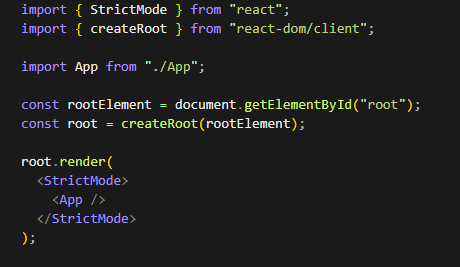 import { StrictMode } from "react";
import { createRoot } from "react-dom/client";

import App from "./App";

const rootElement = document.getElementById("root");
const root = createRoot(rootElement);

root.render(
  <StrictMode>
    <App />
  </StrictMode>
);